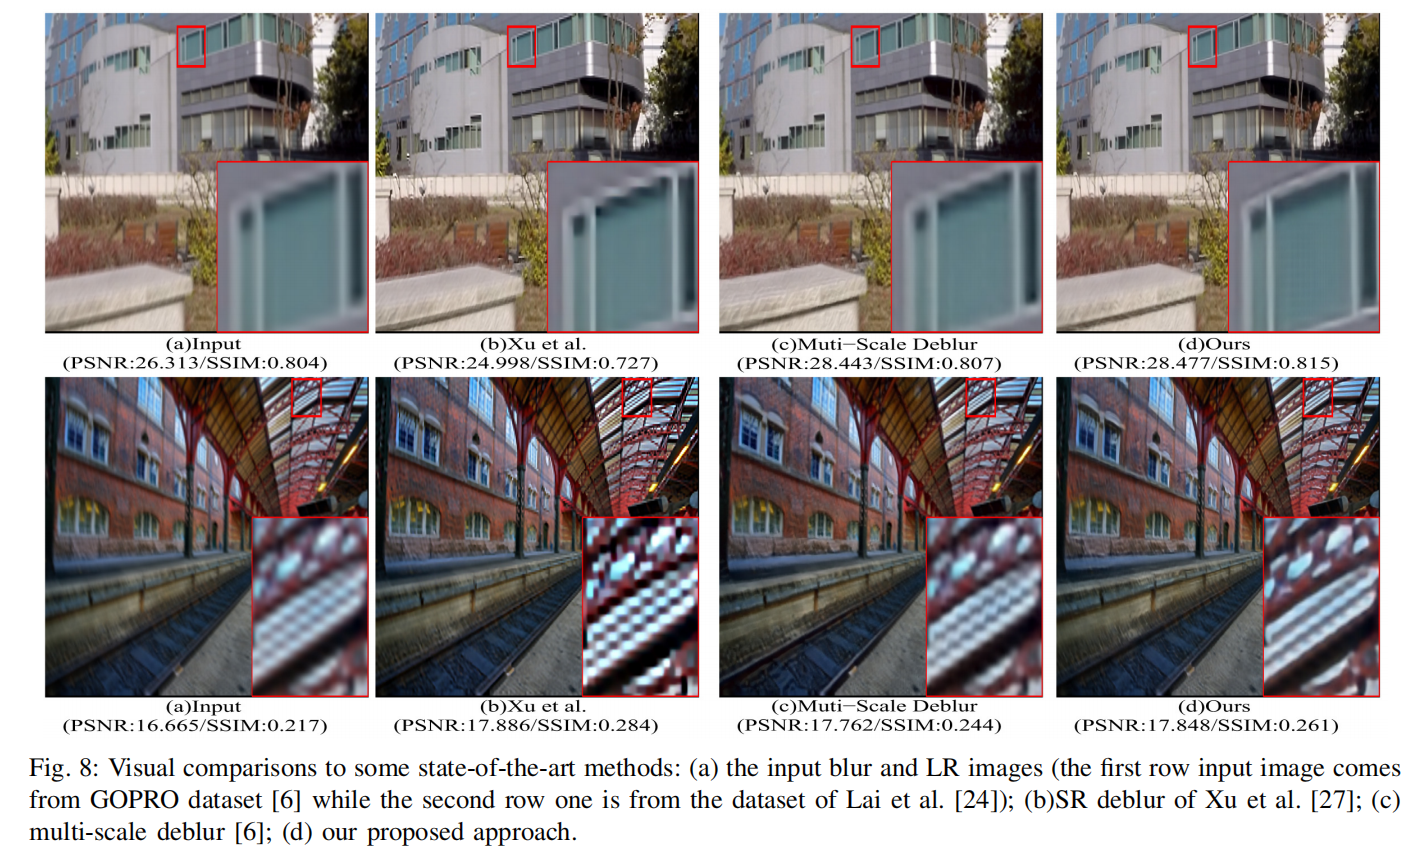 (a)Input
(b)Xu et al.
(c)Muti−Scale Deblur
(d)Ours
(PSNR:26.313/SSIM:0.804)
(PSNR:24.998/SSIM:0.727)
(PSNR:28.443/SSIM:0.807)
(PSNR:28.477/SSIM:0.815)
(a)Input
(b)Xu et al.
(c)Muti−Scale Deblur
(d)Ours
(PSNR:16.665/SSIM:0.217)
(PSNR:17.886/SSIM:0.284)
(PSNR:17.762/SSIM:0.244)
(PSNR:17.848/SSIM:0.261)
Fig. 8: Visual comparisons to some state-of-the-art methods: (a) the input blur and LR images (the first row input image comes
from GOPRO dataset [6] while the second row one is from the dataset of Lai et al. [24]); (b)SR deblur of Xu et al. [27]; (c)
multi-scale deblur [6]; (d) our proposed approach.